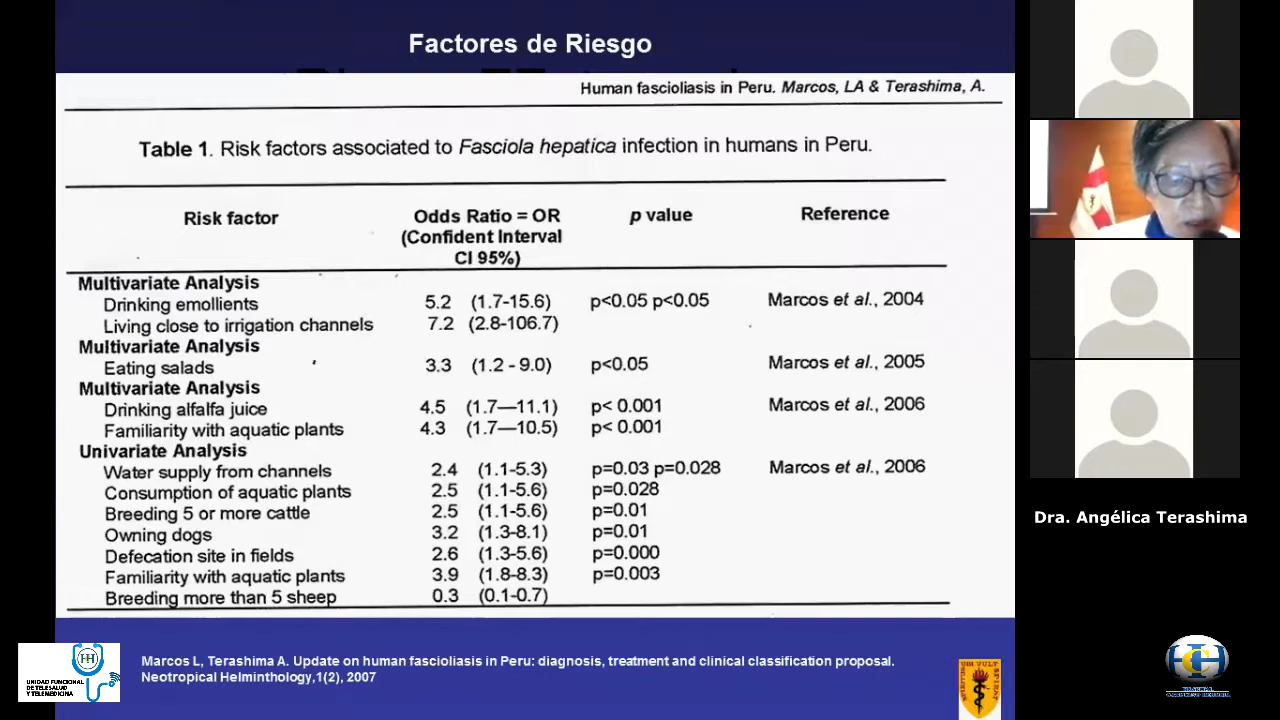 Factores de Riesgo
Human fascioliasis in Peru. Marcos, LA & Terashima, A.
Table 1. Risk factors associated to Fasciola hepatica infection in humans in Peru.
Risk factor Odds Ratio = OR p value Reference
(Confident Interval
CI 95%)
Multivariate Analysis
Drinking emollients 5.2 (1.7-15.6) p<0.05 p<0.05 Marcos et al., 2004
Living close to irrigation channels 7.2 (2.8-106.7)
Multivariate Analysis
Eating salads 3.3 (1.2 - 9.0) p<0.05 Marcos et al., 2005
Multivariate Analysis
Drinking alfalfa juice 4.5 (1.7—11.1) p< 0.001 Marcos et al., 2006
Familiarity with aquatic plants 4.3 (1.7—10.5) p< 0.001
Univariate Analysis
Water supply from channels 2.4 (1.1-5.3) p=0.03 p=0.028 Marcos et al., 2006
Consumption of aquatic plants 2.5 (1.1-5.6) p=0.028
Breeding 5 or more cattle 2.5 (1.1-5.6) p=0.01
Owning dogs 3.2 (1.3-8.1) p=0.01
Defecation site in fields 2.6 (1.3-5.6) p=0.000
Familiarity with aquatic plants 3.9 (1.8-8.3) p=0.003
Breeding more than 5 sheep 0.3 (0.1-0.7)
Marcos L, Terashima A. Update on human fascioliasis in Peru: diagnosis, treatment and clinical classification proposal.
Neotropical Helminthology,1(2), 2007
Dra. Angélica Terashima
UNIDAD FUNCIONAL
DE TELESALUD
Y TELEMEDICINA